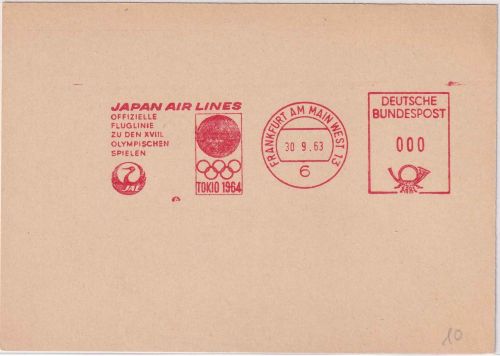 JAPAN AIR LINES
OFFIZIELLE
FLUGLINIE
ZU DEN XVIII.
OLYMPISCHEN
SPIELEN
JAL
TOKIO 1964
FRANKFURT AM MAIN WEST 13
30.9.63
6
DEUTSCHE
BUNDESPOST
000
10